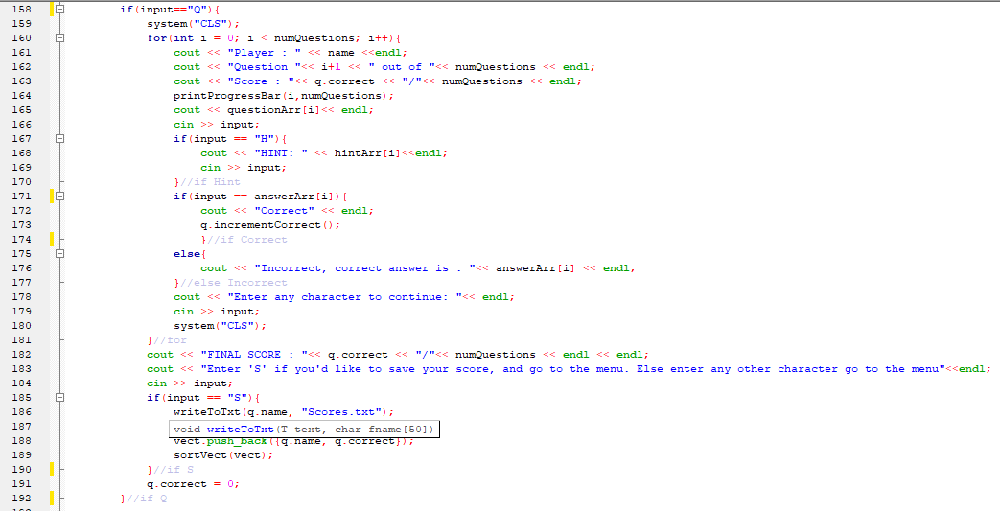 158 if(input=="Q"){
159 system("CLS");
160 for(int i = 0; i < numQuestions; i++){
161 cout << "Player : " << name <<endl;
162 cout << "Question "<< i+1 << " out of "<< numQuestions << endl;
163 cout << "Score : "<< q.correct << "/"<< numQuestions << endl;
164 printProgressBar(i,numQuestions);
165 cout << questionArr[i]<< endl;
166 cin >> input;
167 if(input == "H"){
168 cout << "HINT: " << hintArr[i]<<endl;
169 cin >> input;
170 }//if Hint
171 if(input == answerArr[i]){
172 cout << "Correct" << endl;
173 q.incrementCorrect();
174 }//if Correct
175 else{
176 cout << "Incorrect, correct answer is : "<< answerArr[i] << endl;
177 }//else Incorrect
178 cout << "Enter any character to continue: "<< endl;
179 cin >> input;
180 system("CLS");
181 }//for
182 cout << "FINAL SCORE : "<< q.correct << "/"<< numQuestions << endl << endl;
183 cout << "Enter 'S' if you'd like to save your score, and go to the menu. Else enter any other character go to the menu"<<endl;
184 cin >> input;
185 if(input == "S"){
186 writeToTxt(q.name, "Scores.txt");
187 void writeToTxt(T text, char fname[50])
188 vect.push_back({q.name, q.correct});
189 sortVect(vect);
190 }//if S
191 q.correct = 0;
192 }//if Q